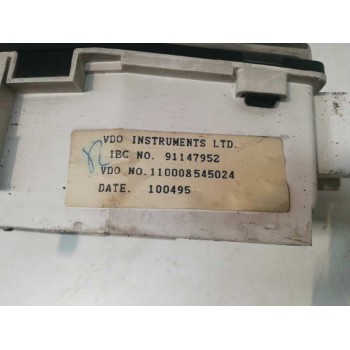 VDO INSTRUMENTS LTD.
IBC NO. 91147952
VDO NO.110008545024
DATE. 100495